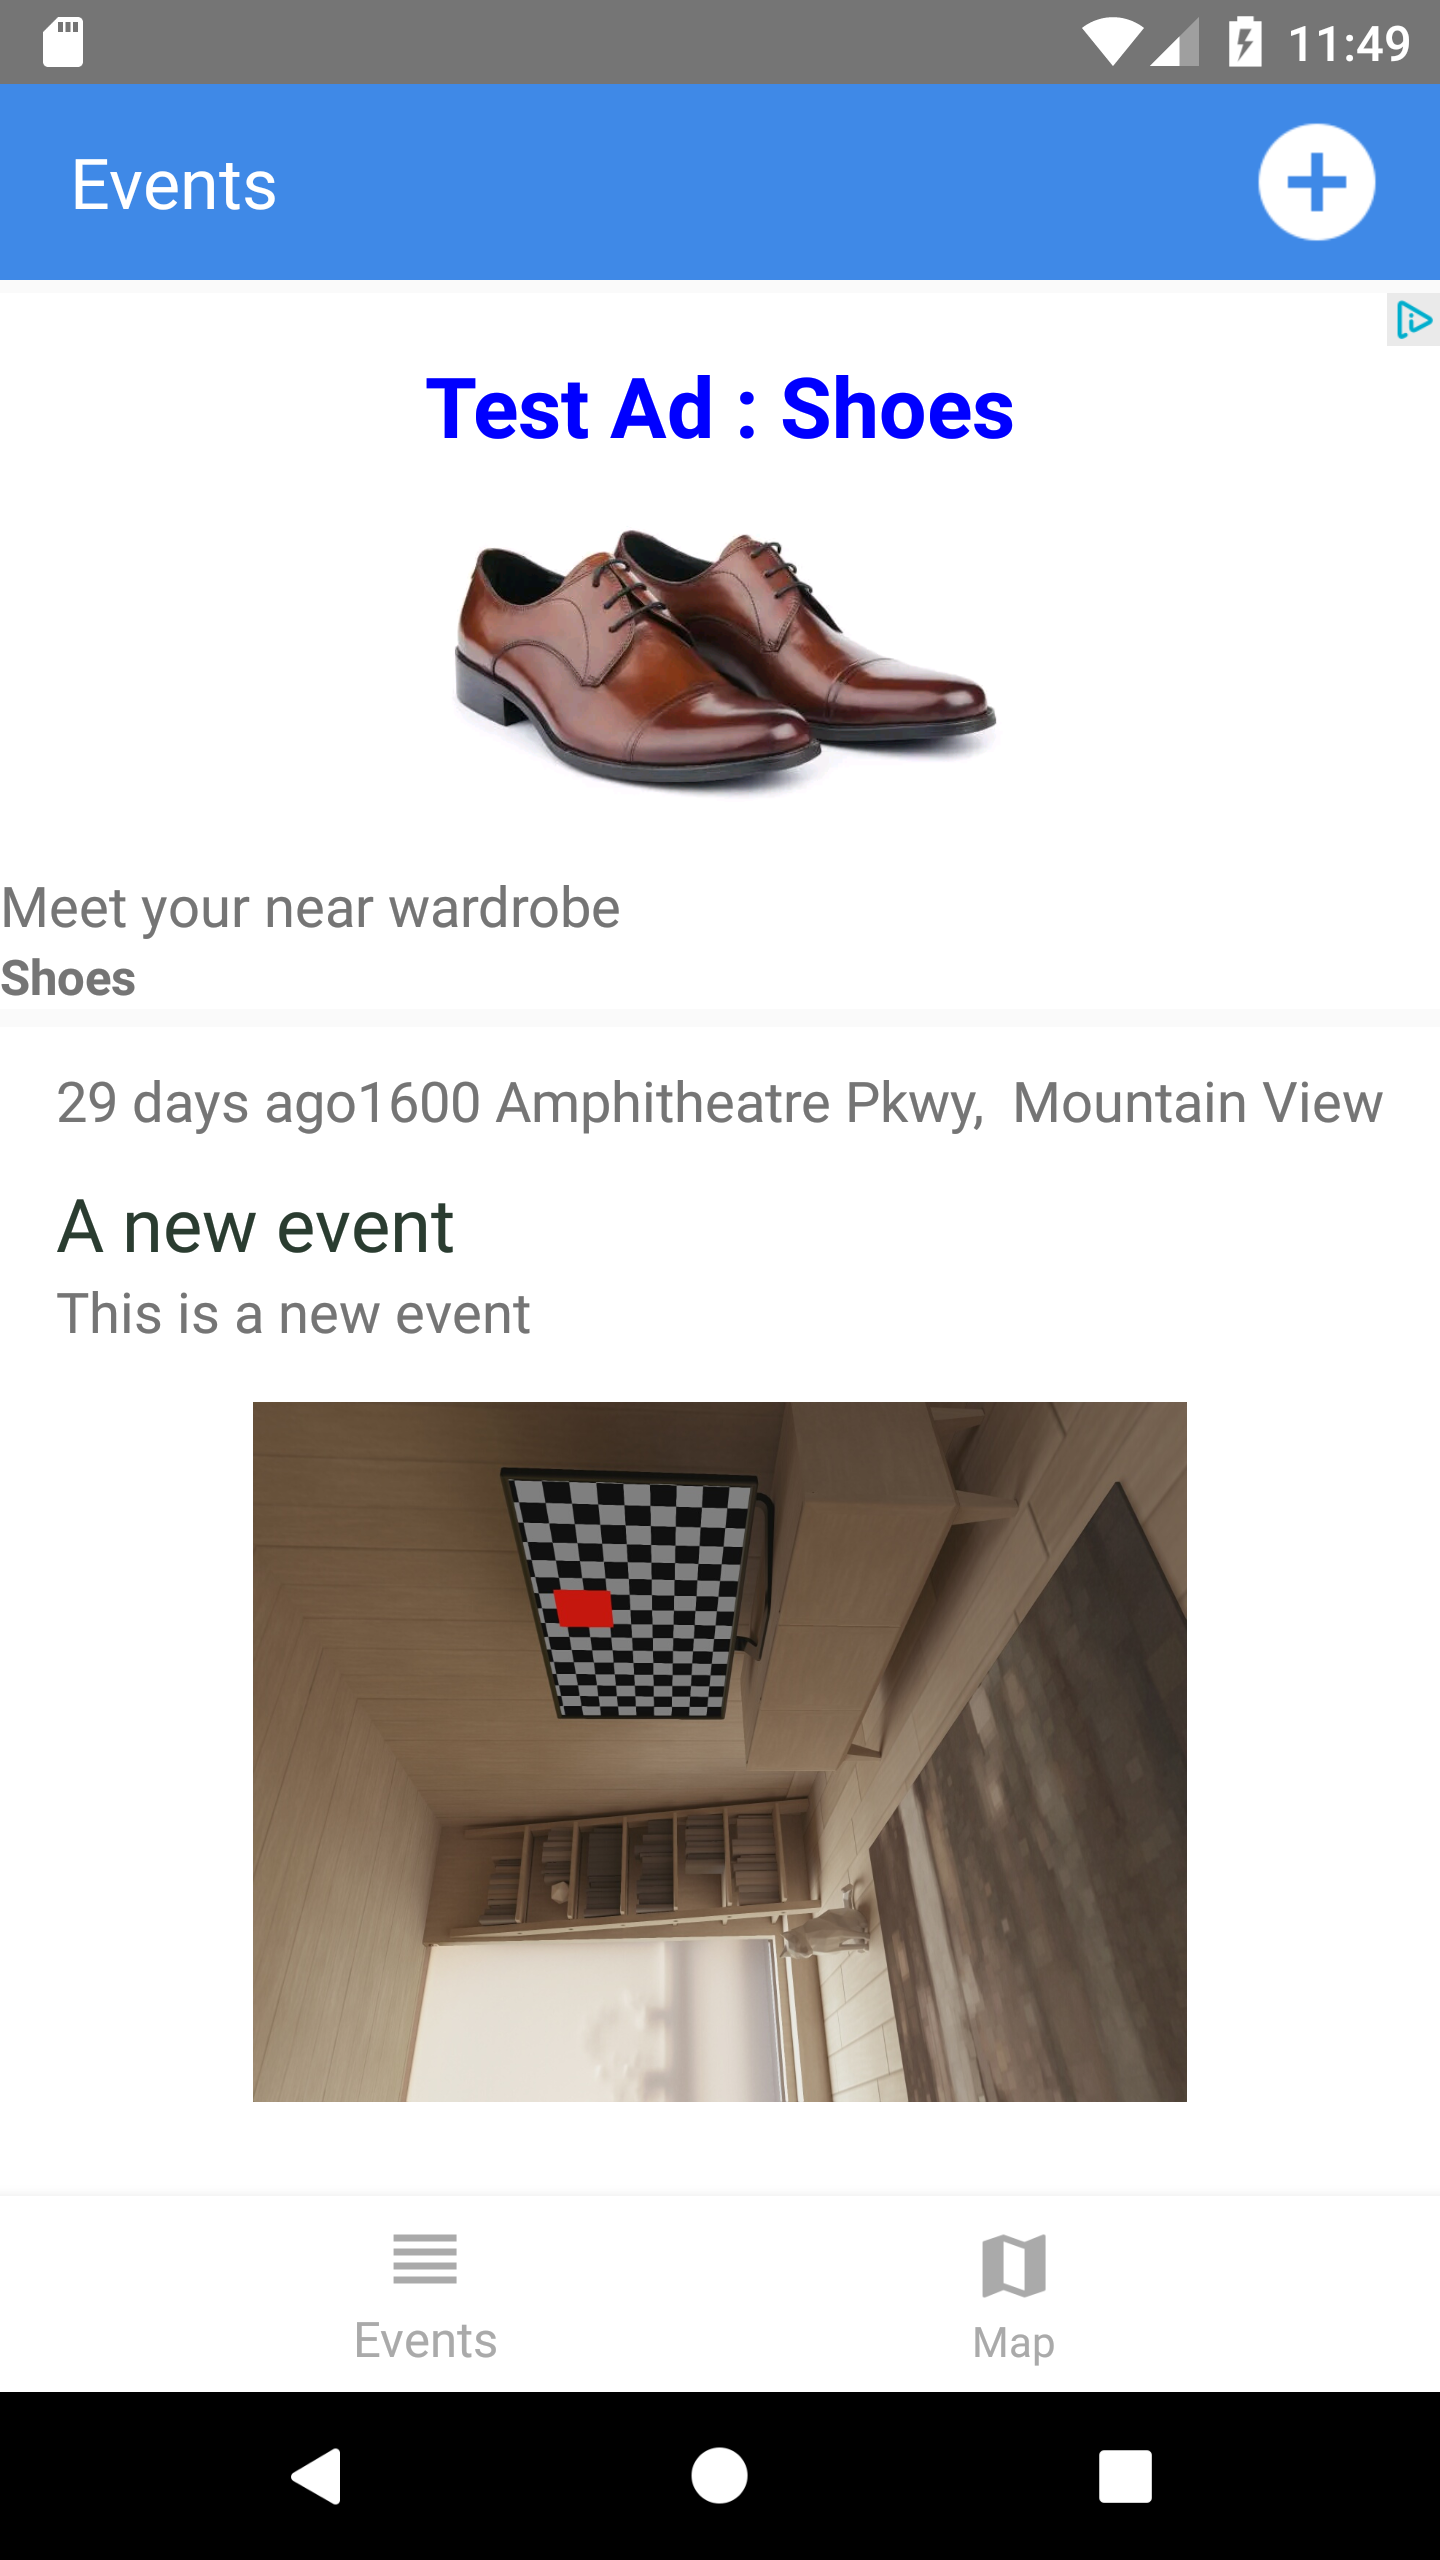 11:49
Events
Test Ad : Shoes
Meet your near wardrobe
Shoes
29 days ago1600 Amphitheatre Pkwy,  Mountain View
A new event
This is a new event
Events
Map